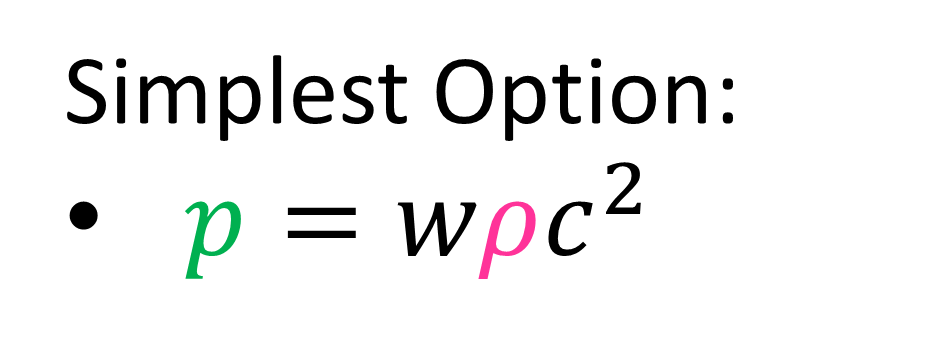 Simplest Option:
• p = wρc²